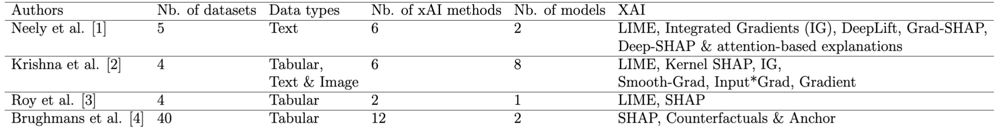 Authors Nb. of datasets Data types Nb. of xAI methods Nb. of models XAI
Neely et al. [1] 5 Text 6 2 LIME, Integrated Gradients (IG), DeepLift, Grad-SHAP,
Deep-SHAP & attention-based explanations
Krishna et al. [2] 4 Tabular, 6 8 LIME, Kernel SHAP, IG,
Text & Image Smooth-Grad, Input*Grad, Gradient
Roy et al. [3] 4 Tabular 2 1 LIME, SHAP
Brughmans et al. [4] 40 Tabular 12 2 SHAP, Counterfactuals & Anchor